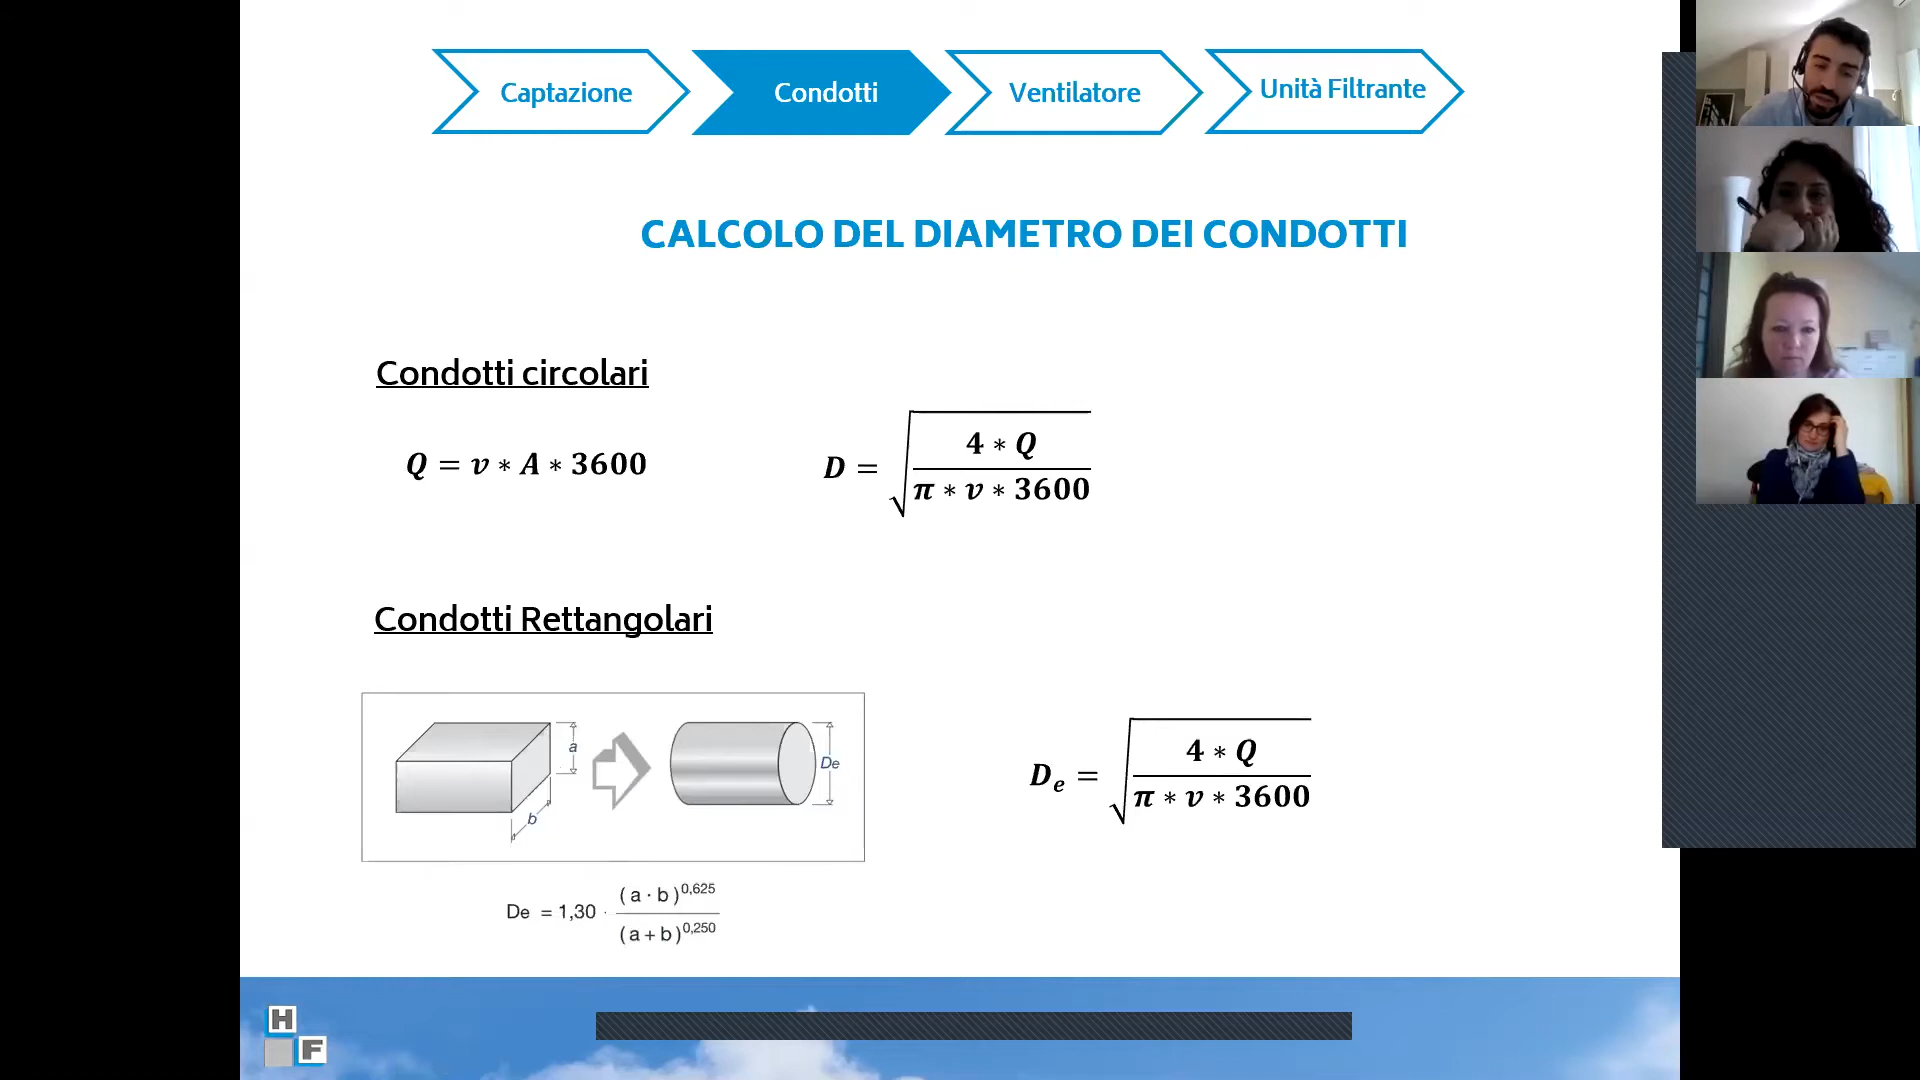 Captazione
Condotti
Ventilatore
Unità Filtrante
CALCOLO DEL DIAMETRO DEI CONDOTTI
Condotti circolari
Q = v * A * 3600
D = √(4 * Q / π * v * 3600)
Condotti Rettangolari
a
b
De
Dₑ = √(4 * Q / π * v * 3600)
De = 1,30 · (a · b)^0,625 / (a + b)^0,250
H
F